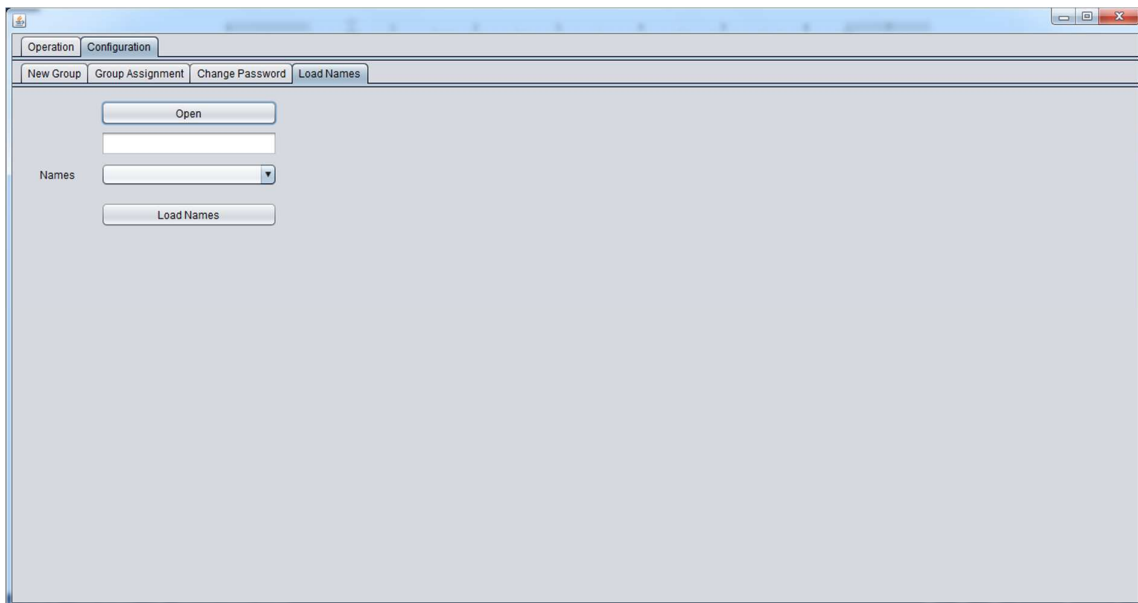 Operation Configuration
New Group Group Assignment Change Password Load Names
Open
Names
Load Names